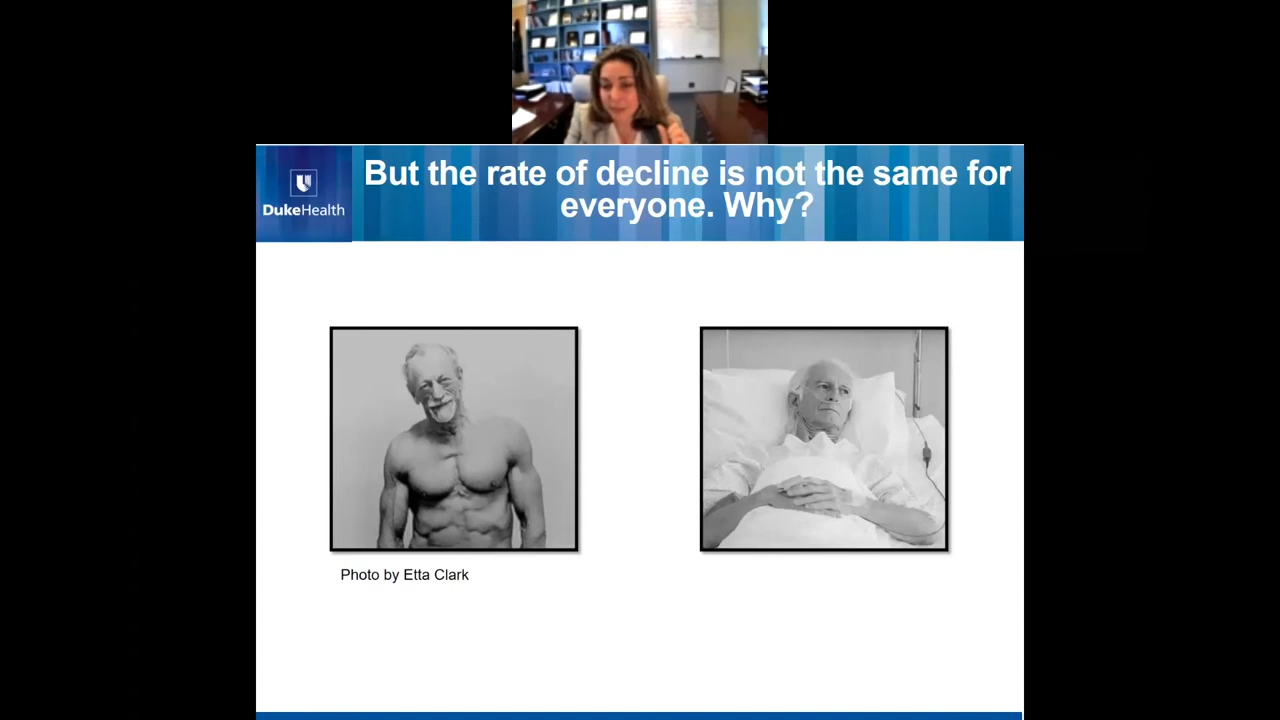 But the rate of decline is not the same for
everyone. Why?
DukeHealth
Photo by Etta Clark